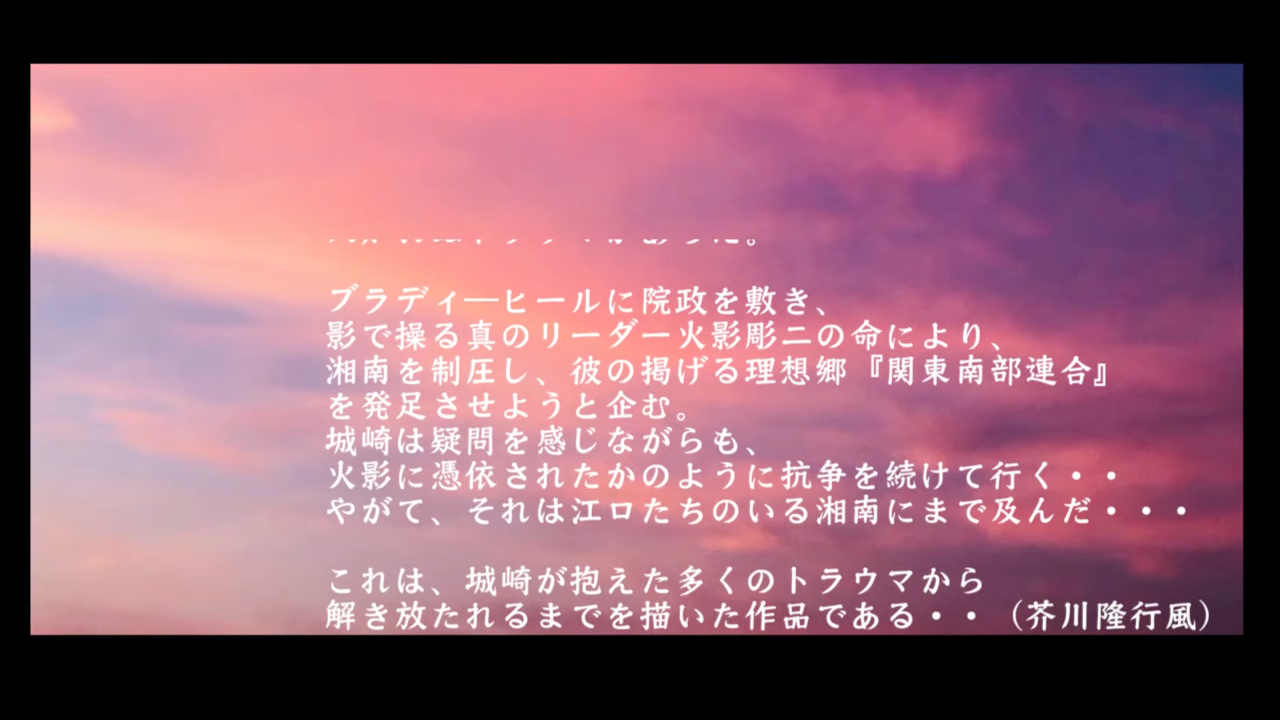 ブラディ―ヒールに院政を敷き、
影で操る真のリーダー火影彫二の命により、
湘南を制圧し、彼の掲げる理想郷『関東南部連合』
を発足させようと企む。
城崎は疑問を感じながらも、
火影に憑依されたかのように抗争を続けて行く・・
やがて、それは江口たちのいる湘南にまで及んだ・・・
これは、城崎が抱えた多くのトラウマから
解き放たれるまでを描いた作品である・・（芥川隆行風）